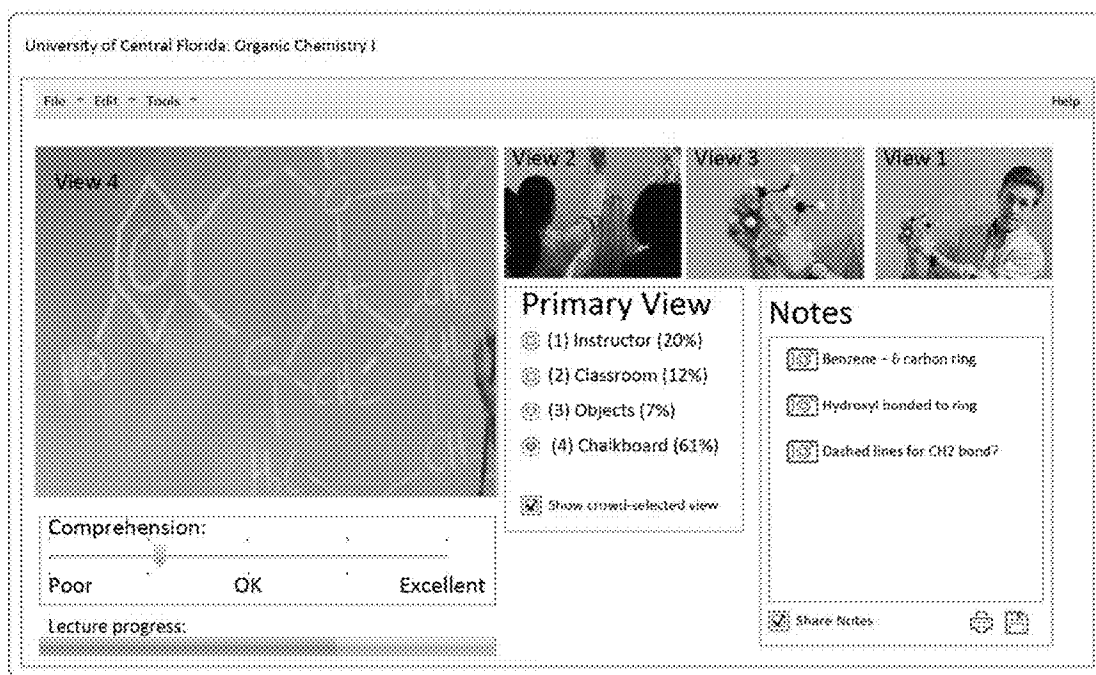 University of Central Florida: Organic Chemistry I
File Edit Tools Help
View 4
View 2
View 3
View 1
Primary View
(1) Instructor (20%)
(2) Classroom (12%)
(3) Objects (7%)
(4) Chalkboard (61%)
Show crowd-selected view
Notes
Benzene - 6 carbon ring
Hydroxyl bonded to ring
Dashed lines for CH2 bond?
Share Notes
Comprehension:
Poor OK Excellent
Lecture progress: